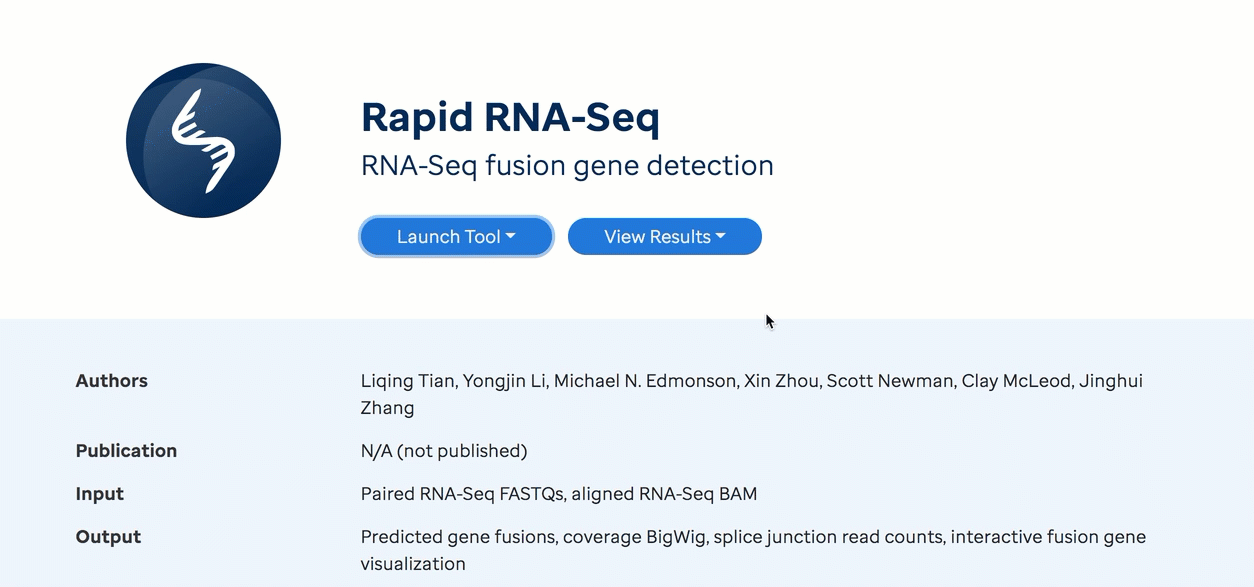 Rapid RNA-Seq
RNA-Seq fusion gene detection
Launch Tool
View Results
Authors
Liqing Tian, Yongjin Li, Michael N. Edmonson, Xin Zhou, Scott Newman, Clay McLeod, Jinghui
Zhang
Publication
N/A (not published)
Input
Paired RNA-Seq FASTQs, aligned RNA-Seq BAM
Output
Predicted gene fusions, coverage BigWig, splice junction read counts, interactive fusion gene
visualization